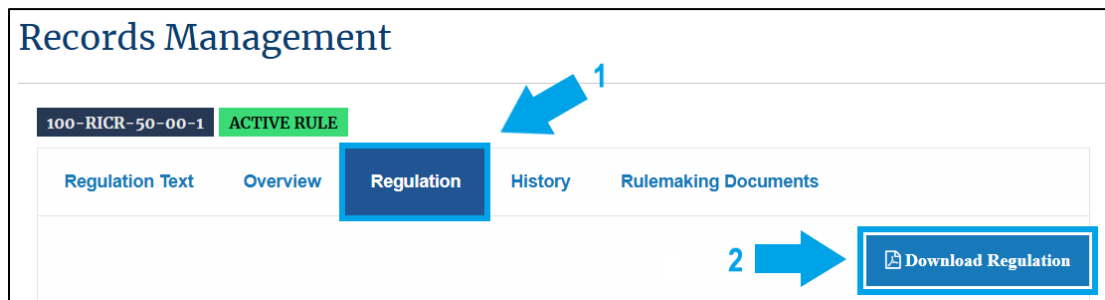 Records Management
1
100-RICR-50-00-1 ACTIVE RULE
Regulation Text Overview Regulation History Rulemaking Documents
2 Download Regulation